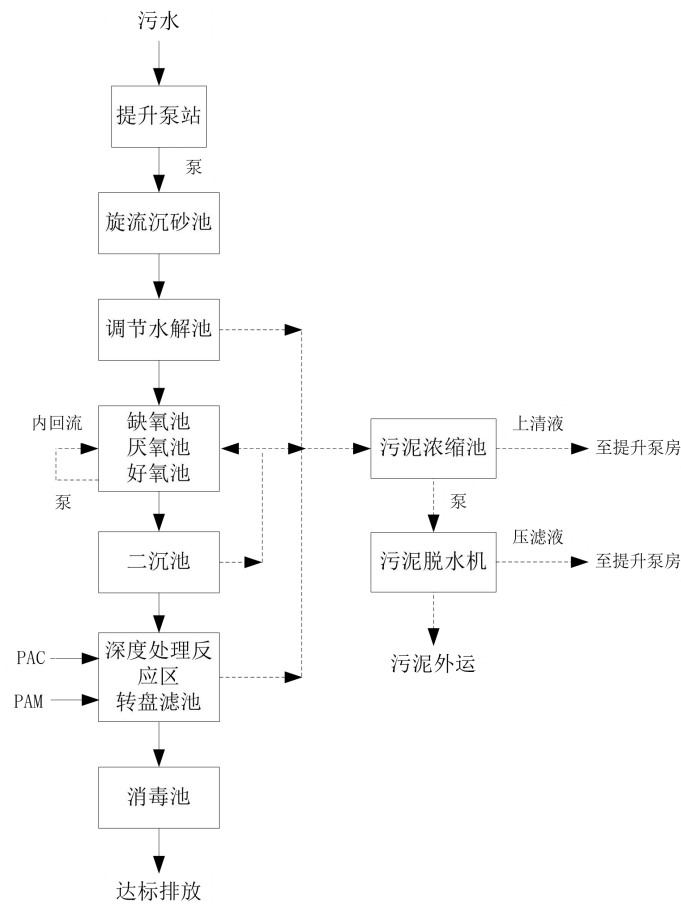 污水
提升泵站
泵
旋流沉砂池
调节水解池
内回流
缺氧池
厌氧池
好氧池
泵
上清液
污泥浓缩池
至提升泵房
泵
二沉池
压滤液
污泥脱水机
至提升泵房
污泥外运
PAC
PAM
深度处理反
应区
转盘滤池
消毒池
达标排放